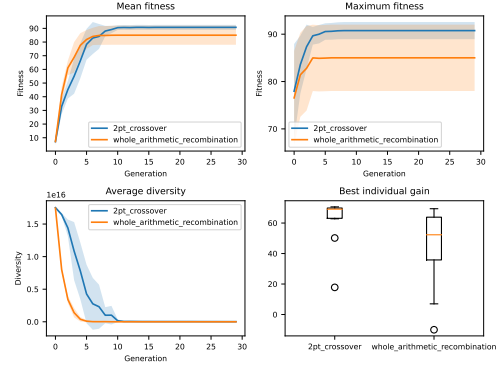 Mean fitness
90
80
70
60
50
40
30
20
10
Fitness
2pt_crossover
whole_arithmetic_recombination
0 5 10 15 20 25 30
Generation
Maximum fitness
90
80
70
Fitness
2pt_crossover
whole_arithmetic_recombination
0 5 10 15 20 25 30
Generation
Average diversity
1e16
1.5
1.0
0.5
0.0
Diversity
2pt_crossover
whole_arithmetic_recombination
0 5 10 15 20 25 30
Generation
Best individual gain
60
40
20
0
2pt_crossover whole_arithmetic_recombination